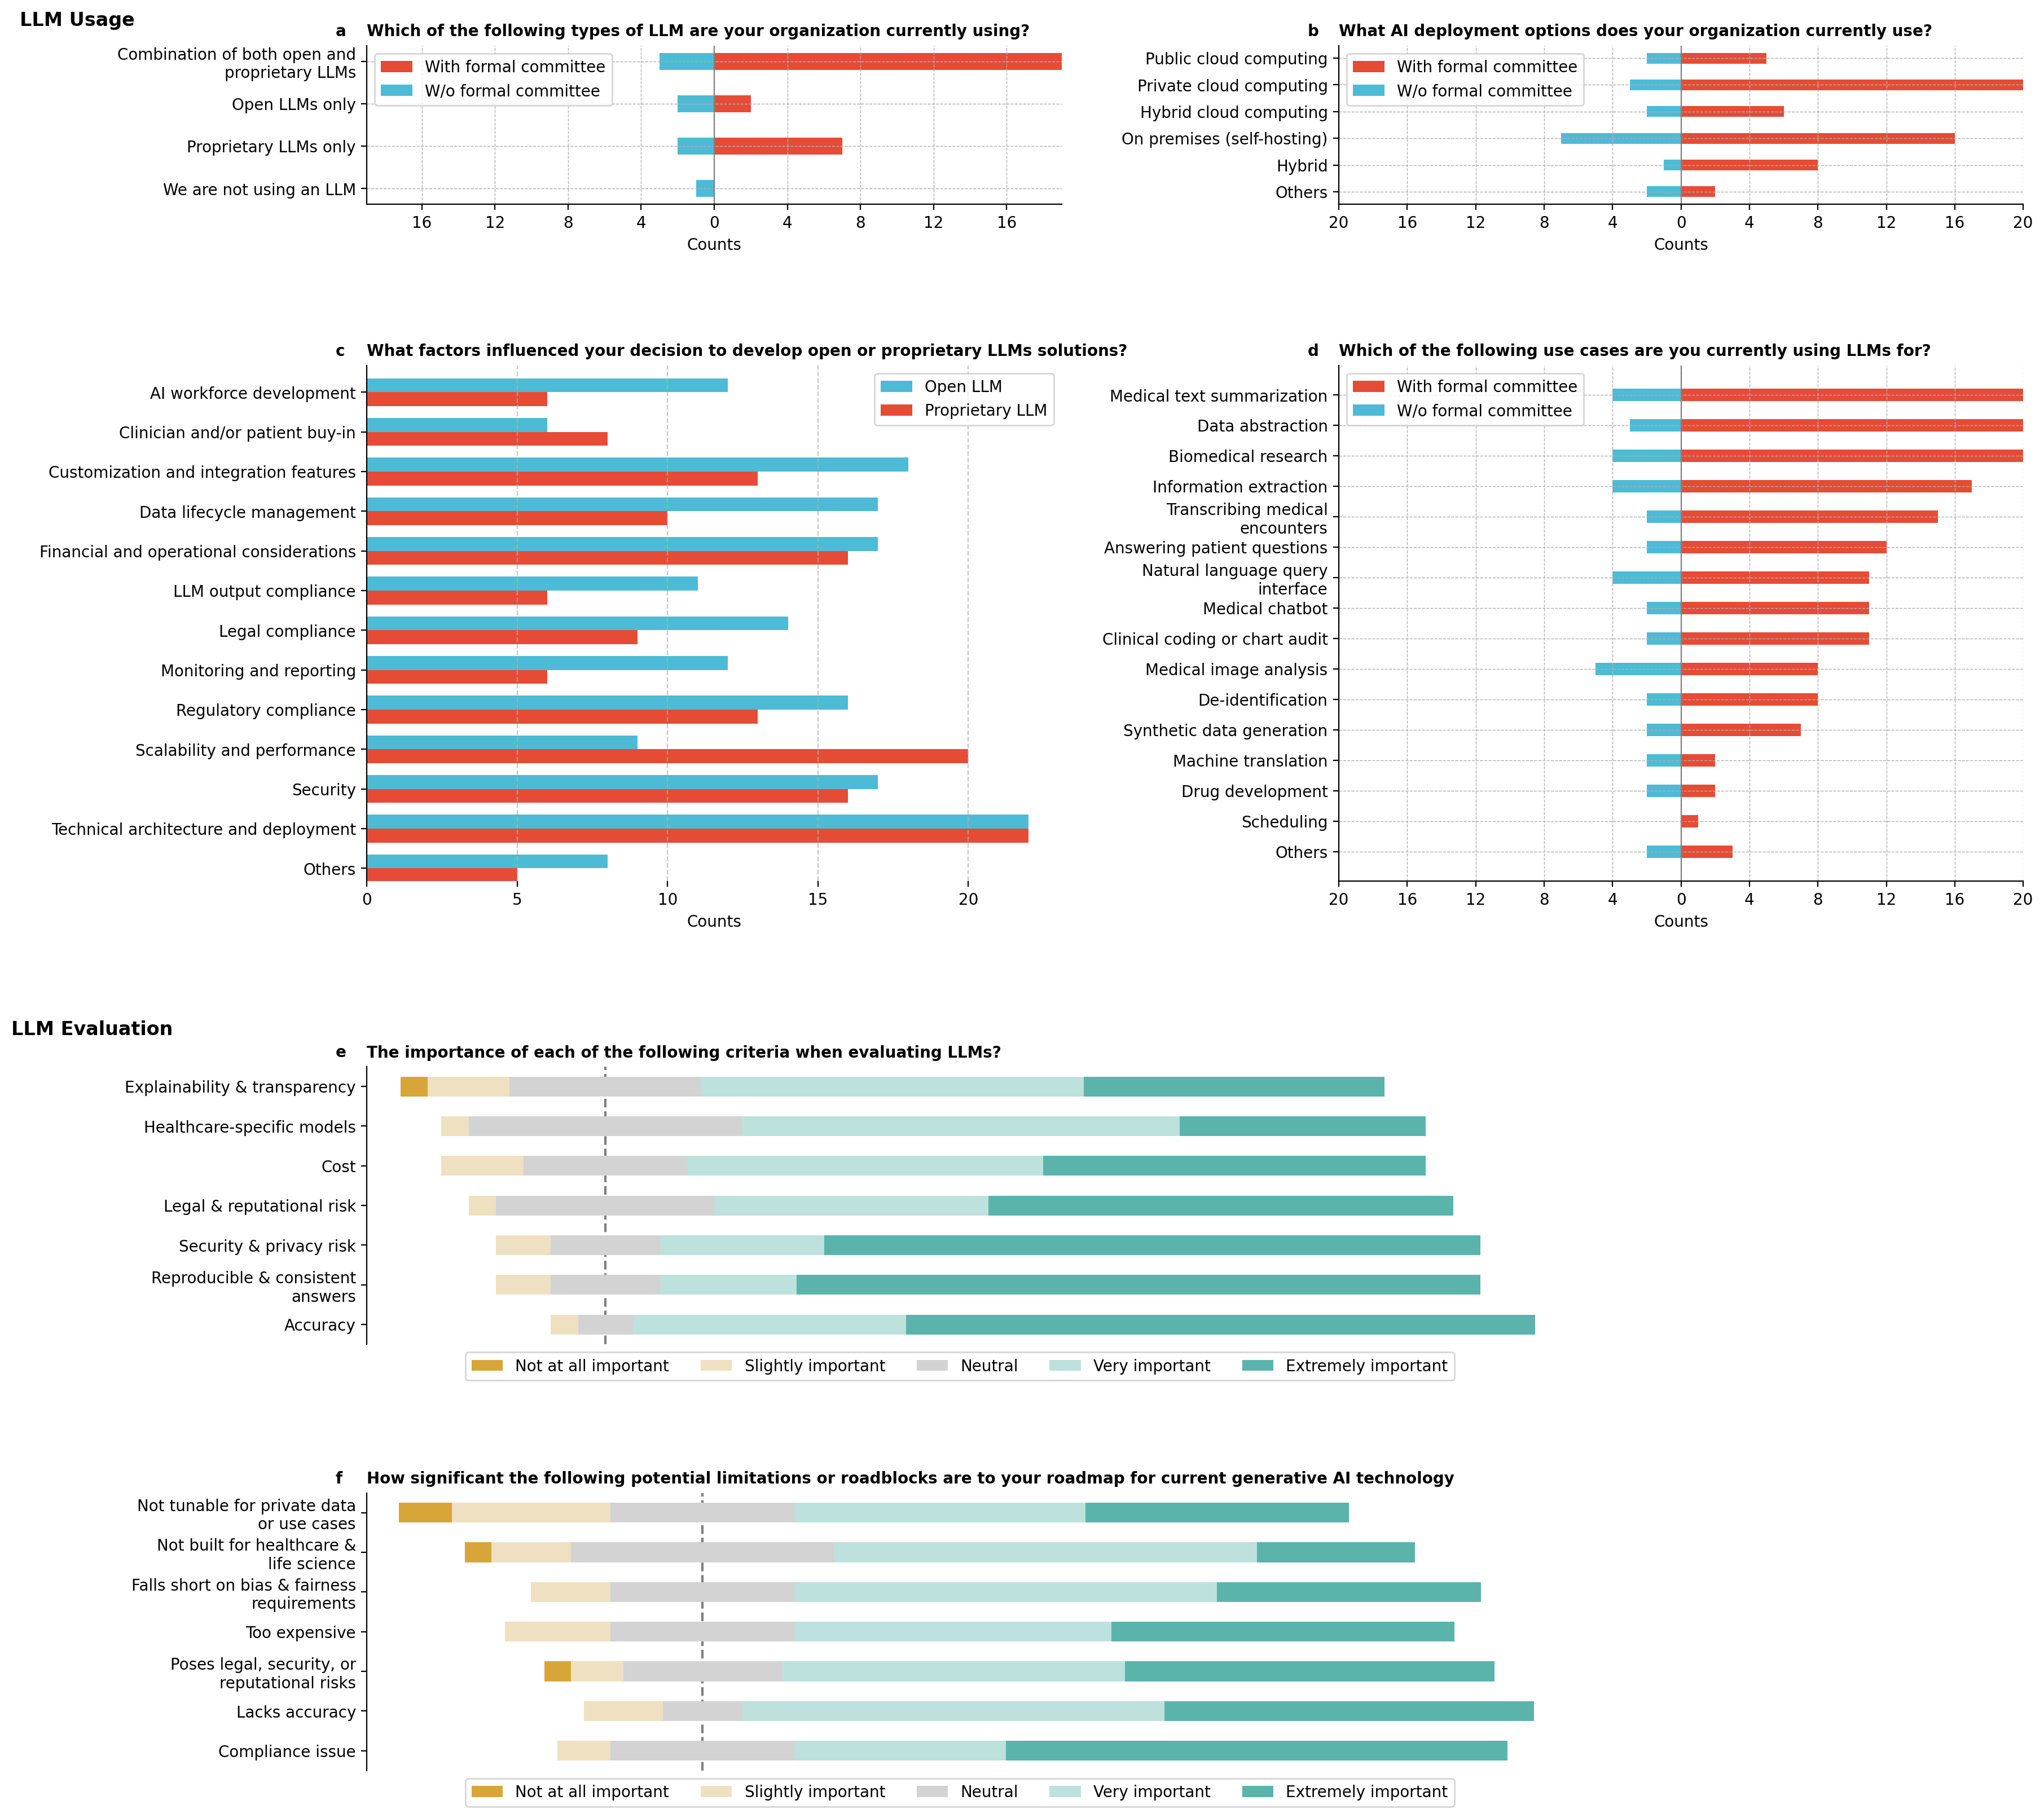 LLM Usage
a Which of the following types of LLM are your organization currently using?
Combination of both open and
proprietary LLMs
Open LLMs only
Proprietary LLMs only
We are not using an LLM
With formal committee
W/o formal committee
16 12 8 4 0 4 8 12 16
Counts
b What AI deployment options does your organization currently use?
Public cloud computing
Private cloud computing
Hybrid cloud computing
On premises (self-hosting)
Hybrid
Others
With formal committee
W/o formal committee
20 16 12 8 4 0 4 8 12 16 20
Counts
c What factors influenced your decision to develop open or proprietary LLMs solutions?
AI workforce development
Clinician and/or patient buy-in
Customization and integration features
Data lifecycle management
Financial and operational considerations
LLM output compliance
Legal compliance
Monitoring and reporting
Regulatory compliance
Scalability and performance
Security
Technical architecture and deployment
Others
Open LLM
Proprietary LLM
0 5 10 15 20
Counts
d Which of the following use cases are you currently using LLMs for?
Medical text summarization
Data abstraction
Biomedical research
Information extraction
Transcribing medical
encounters
Answering patient questions
Natural language query
interface
Medical chatbot
Clinical coding or chart audit
Medical image analysis
De-identification
Synthetic data generation
Machine translation
Drug development
Scheduling
Others
With formal committee
W/o formal committee
20 16 12 8 4 0 4 8 12 16 20
Counts
LLM Evaluation
e The importance of each of the following criteria when evaluating LLMs?
Explainability & transparency
Healthcare-specific models
Cost
Legal & reputational risk
Security & privacy risk
Reproducible & consistent
answers
Accuracy
Not at all important Slightly important Neutral Very important Extremely important
f How significant the following potential limitations or roadblocks are to your roadmap for current generative AI technology
Not tunable for private data
or use cases
Not built for healthcare &
life science
Falls short on bias & fairness
requirements
Too expensive
Poses legal, security, or
reputational risks
Lacks accuracy
Compliance issue
Not at all important Slightly important Neutral Very important Extremely important